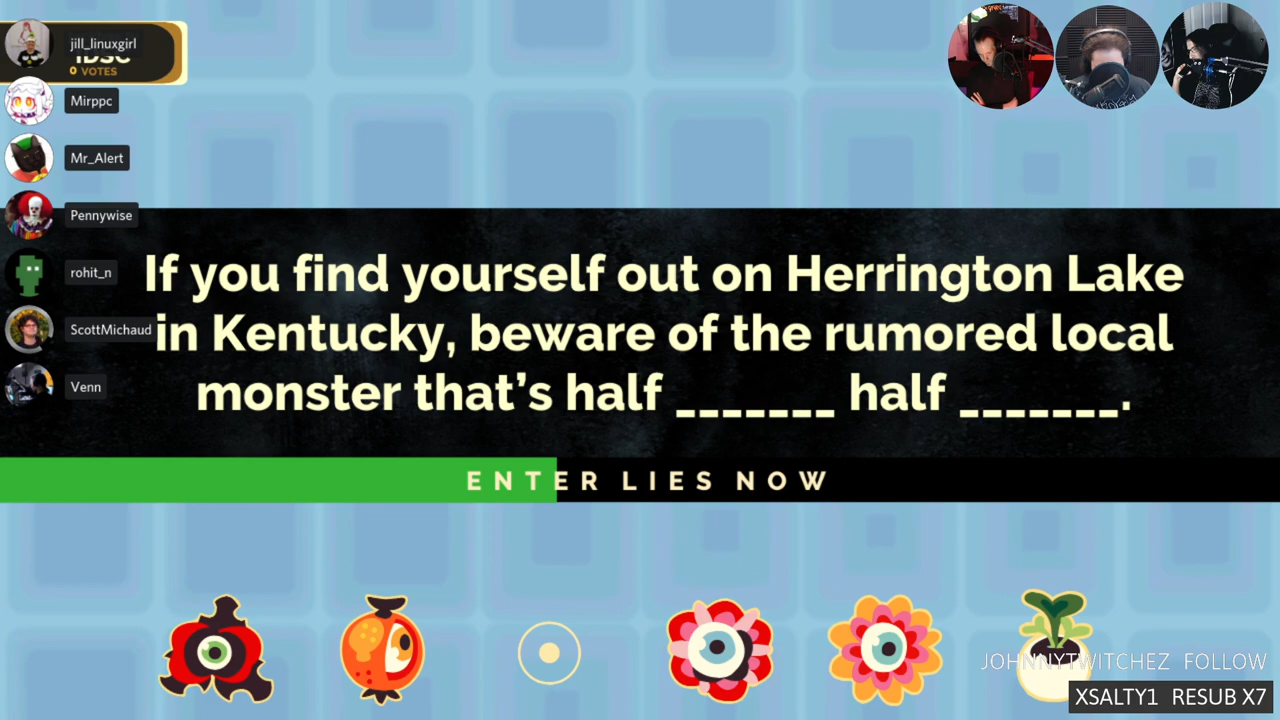 jill_linuxgirl
IDSC
0 VOTES
Mirppc
Mr_Alert
Pennywise
rohit_n
ScottMichaud
Venn
If you find yourself out on Herrington Lake
in Kentucky, beware of the rumored local
monster that's half _______ half _______.
ENTER LIES NOW
JOHNNYTWITCHEZ FOLLOW
XSALTY1 RESUB X7